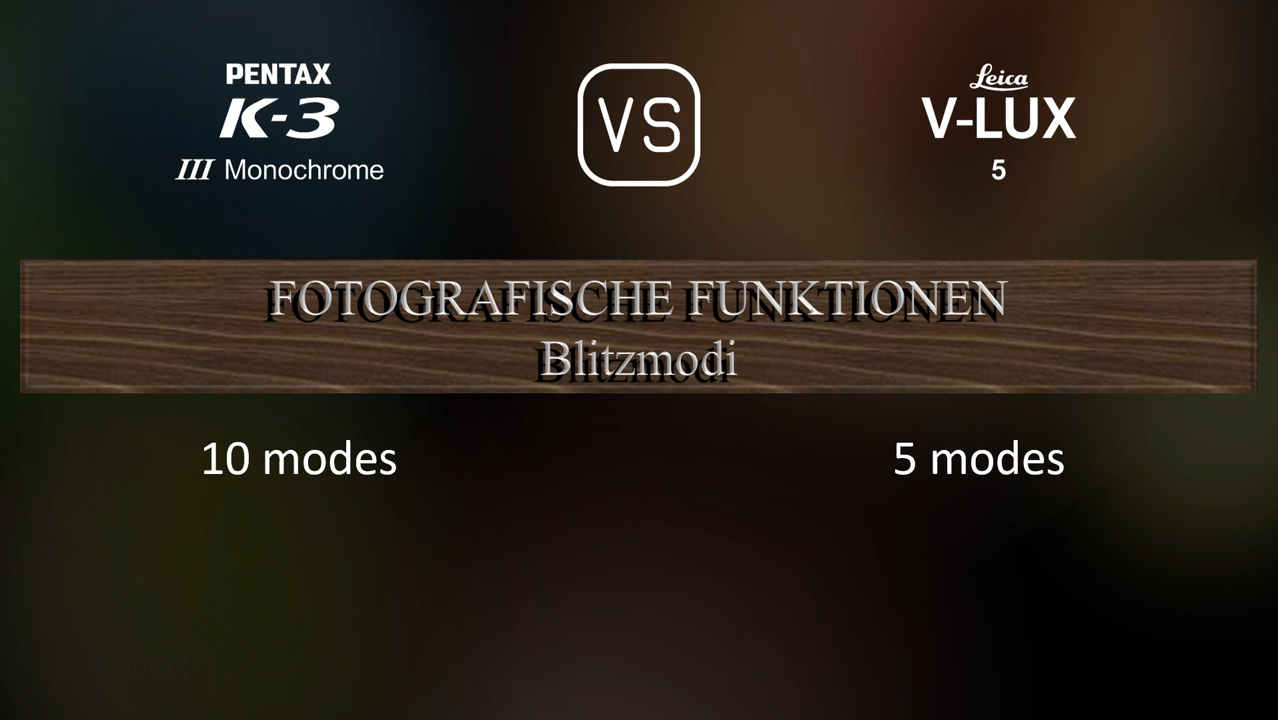 PENTAX
K-3
III Monochrome
VS
Leica
V-LUX
5
FOTOGRAFISCHE FUNKTIONEN
Blitzmodi
10 modes
5 modes